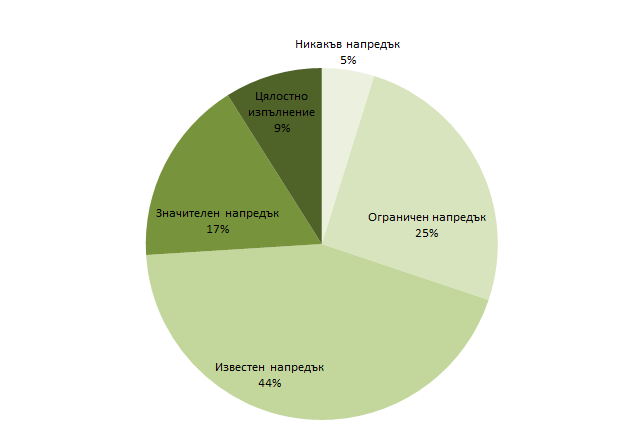 Никакъв напредък
5%
Цялостно
изпълнение
9%
Значителен напредък
17%
Ограничен напредък
25%
Известен напредък
44%